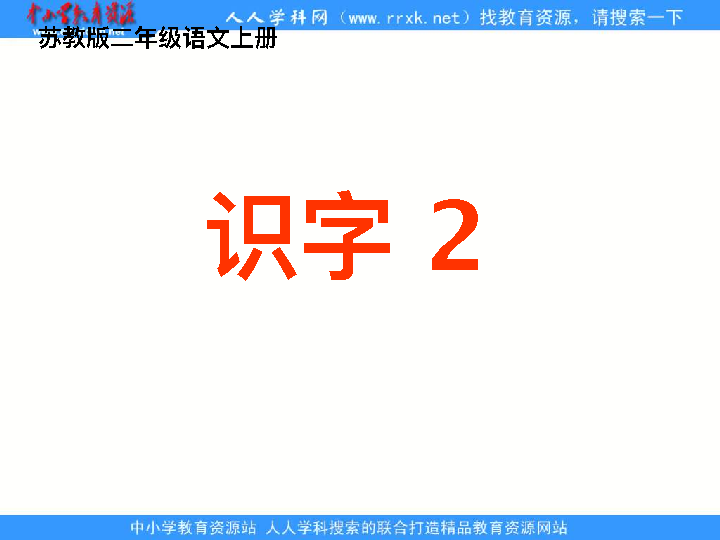 中小学教育资源
人人学科网（www.rrxk.net）找教育资源，请搜索一下
苏教版二年级语文上册
识字 2
中小学教育资源站 人人学科搜索的联合打造精品教育资源网站